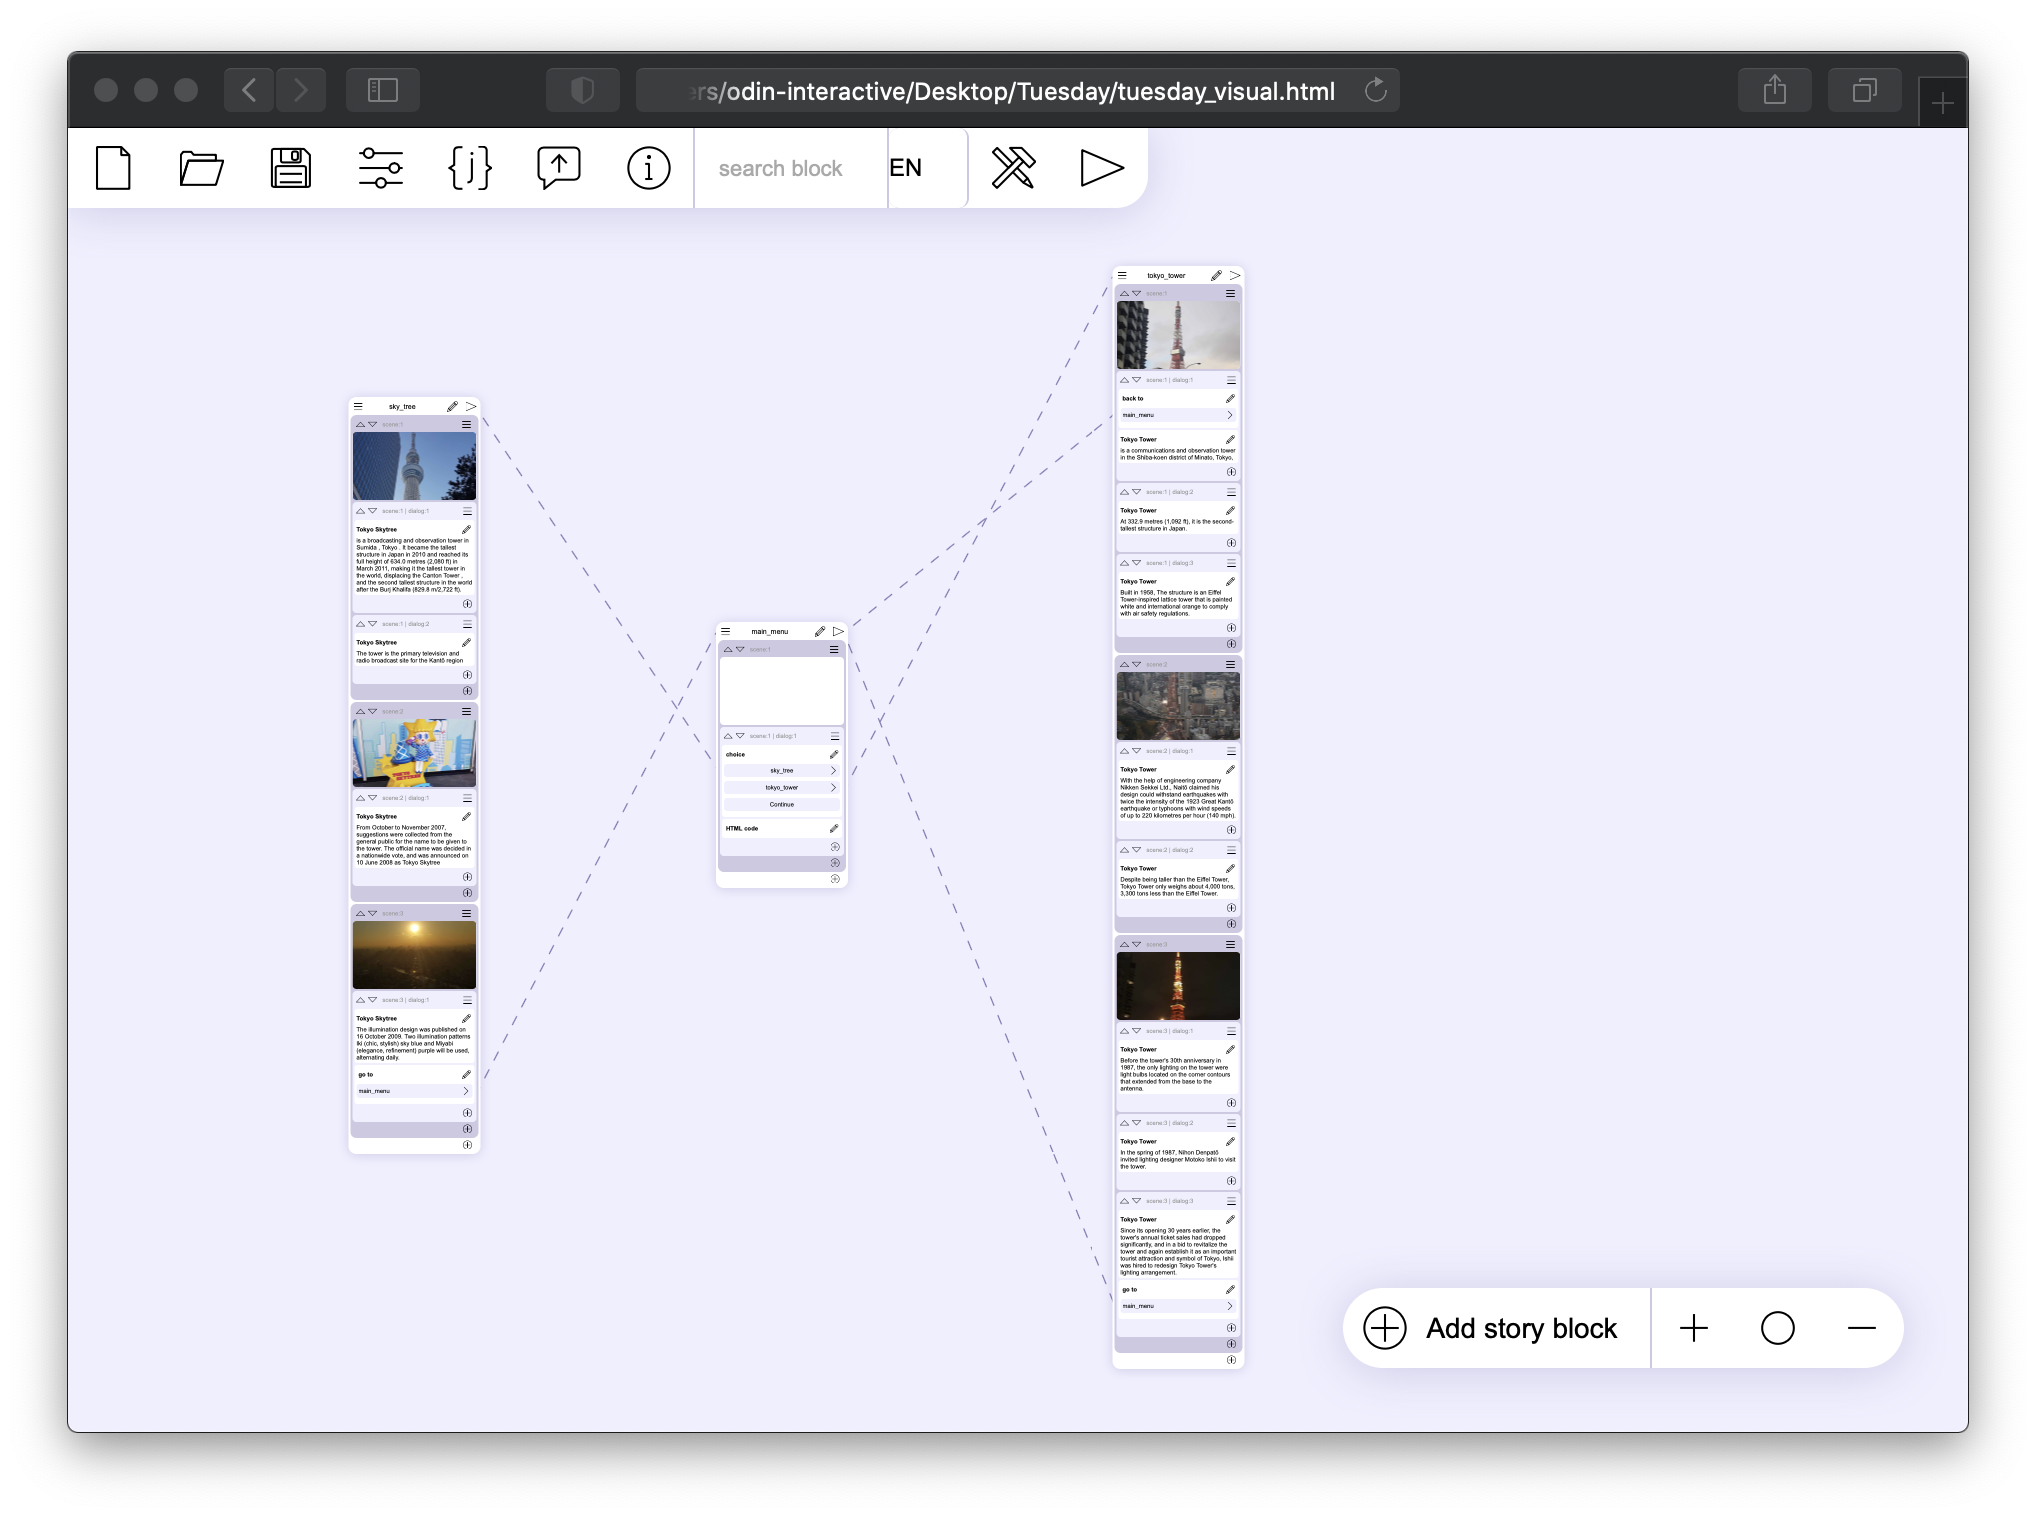 ers/odin-interactive/Desktop/Tuesday/tuesday_visual.html
{j}
search block
EN
sky_tree
scene:1
scene:1 | dialog:1
Tokyo Skytree
is a broadcasting and observation tower in
Sumida , Tokyo . It became the tallest
structure in Japan in 2010 and reached its
full height of 634.0 metres (2,080 ft) in
March 2011, making it the tallest tower in
the world, displacing the Canton Tower ,
and the second tallest structure in the world
after the Burj Khalifa (829.8 m/2,722 ft).
scene:1 | dialog:2
Tokyo Skytree
The tower is the primary television and
radio broadcast site for the Kantō region
scene:2
scene:2 | dialog:1
Tokyo Skytree
From October to November 2007,
suggestions were collected from the
general public for the name to be given to
the tower. The official name was decided in
a nationwide vote, and was announced on
10 June 2008 as Tokyo Skytree
scene:3
scene:3 | dialog:1
Tokyo Skytree
The illumination design was published on
16 October 2009. Two illumination patterns
Iki (chic, stylish) sky blue and Miyabi
(elegance, refinement) purple will be used,
alternating daily.
go to
main_menu
main_menu
scene:1
scene:1 | dialog:1
choice
sky_tree
tokyo_tower
Continue
HTML code
tokyo_tower
scene:1
scene:1 | dialog:1
back to
main_menu
Tokyo Tower
is a communications and observation tower
in the Shiba-koen district of Minato, Tokyo,
scene:1 | dialog:2
Tokyo Tower
At 332.9 metres (1,092 ft), it is the second-
tallest structure in Japan.
scene:1 | dialog:3
Tokyo Tower
Built in 1958, The structure is an Eiffel
Tower-inspired lattice tower that is painted
white and international orange to comply
with air safety regulations.
scene:2
scene:2 | dialog:1
Tokyo Tower
With the help of engineering company
Nikken Sekkei Ltd., Naitō claimed his
design could withstand earthquakes with
twice the intensity of the 1923 Great Kantō
earthquake or typhoons with wind speeds
of up to 220 kilometres per hour (140 mph).
scene:2 | dialog:2
Tokyo Tower
Despite being taller than the Eiffel Tower,
Tokyo Tower only weighs about 4,000 tons,
3,300 tons less than the Eiffel Tower.
scene:3
scene:3 | dialog:1
Tokyo Tower
Before the tower's 30th anniversary in
1987, the only lighting on the tower were
light bulbs located on the corner contours
that extended from the base to the
antenna.
scene:3 | dialog:2
Tokyo Tower
In the spring of 1987, Nihon Denpatō
invited lighting designer Motoko Ishii to visit
the tower.
scene:3 | dialog:3
Tokyo Tower
Since its opening 30 years earlier, the
tower's annual ticket sales had dropped
significantly, and in a bid to revitalize the
tower and again establish it as an important
tourist attraction and symbol of Tokyo, Ishii
was hired to redesign Tokyo Tower's
lighting arrangement.
go to
main_menu
Add story block